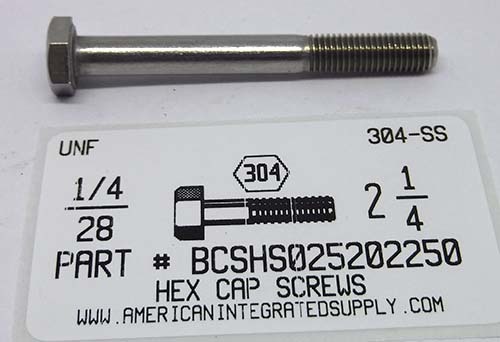 UNF 304-SS
304
1/4
28
2 1/4
PART # BCSHS025202250
HEX CAP SCREWS
WWW.AMERICANINTEGRATEDSUPPLY.COM